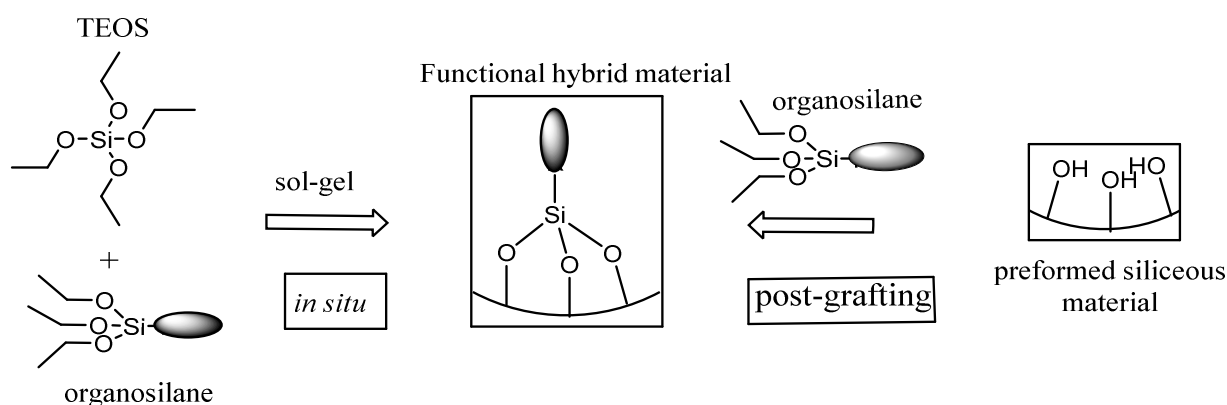 TEOS
O
O-Si-O
O
+
O
O-Si
O
organosilane
sol-gel
in situ
Functional hybrid material
Si
O
O
O
organosilane
O
O-Si
O
post-grafting
OH
OH
HO
preformed siliceous
material